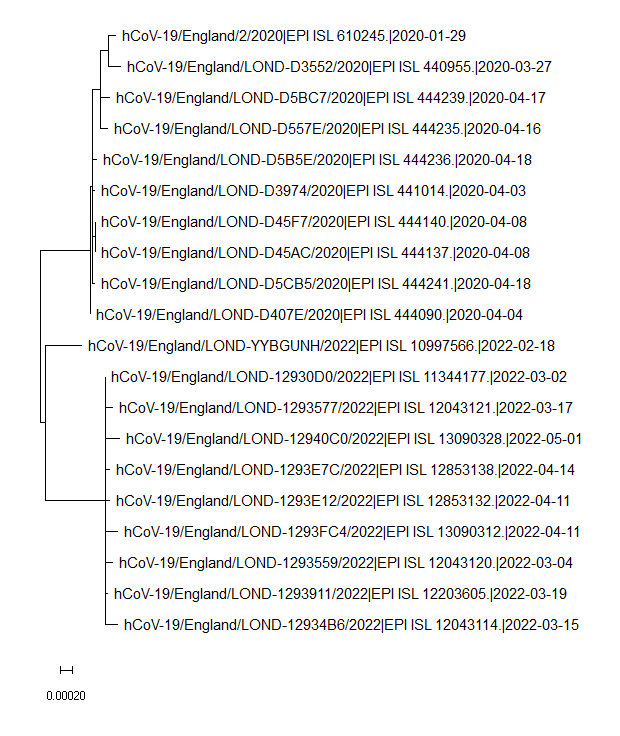 hCoV-19/England/2/2020|EPI ISL 610245.|2020-01-29
hCoV-19/England/LOND-D3552/2020|EPI ISL 440955.|2020-03-27
hCoV-19/England/LOND-D5BC7/2020|EPI ISL 444239.|2020-04-17
hCoV-19/England/LOND-D557E/2020|EPI ISL 444235.|2020-04-16
hCoV-19/England/LOND-D5B5E/2020|EPI ISL 444236.|2020-04-18
hCoV-19/England/LOND-D3974/2020|EPI ISL 441014.|2020-04-03
hCoV-19/England/LOND-D45F7/2020|EPI ISL 444140.|2020-04-08
hCoV-19/England/LOND-D45AC/2020|EPI ISL 444137.|2020-04-08
hCoV-19/England/LOND-D5CB5/2020|EPI ISL 444241.|2020-04-18
hCoV-19/England/LOND-D407E/2020|EPI ISL 444090.|2020-04-04
hCoV-19/England/LOND-YYBGUNH/2022|EPI ISL 10997566.|2022-02-18
hCoV-19/England/LOND-12930D0/2022|EPI ISL 11344177.|2022-03-02
hCoV-19/England/LOND-1293577/2022|EPI ISL 12043121.|2022-03-17
hCoV-19/England/LOND-12940C0/2022|EPI ISL 13090328.|2022-05-01
hCoV-19/England/LOND-1293E7C/2022|EPI ISL 12853138.|2022-04-14
hCoV-19/England/LOND-1293E12/2022|EPI ISL 12853132.|2022-04-11
hCoV-19/England/LOND-1293FC4/2022|EPI ISL 13090312.|2022-04-11
hCoV-19/England/LOND-1293559/2022|EPI ISL 12043120.|2022-03-04
hCoV-19/England/LOND-1293911/2022|EPI ISL 12203605.|2022-03-19
hCoV-19/England/LOND-12934B6/2022|EPI ISL 12043114.|2022-03-15
0.00020